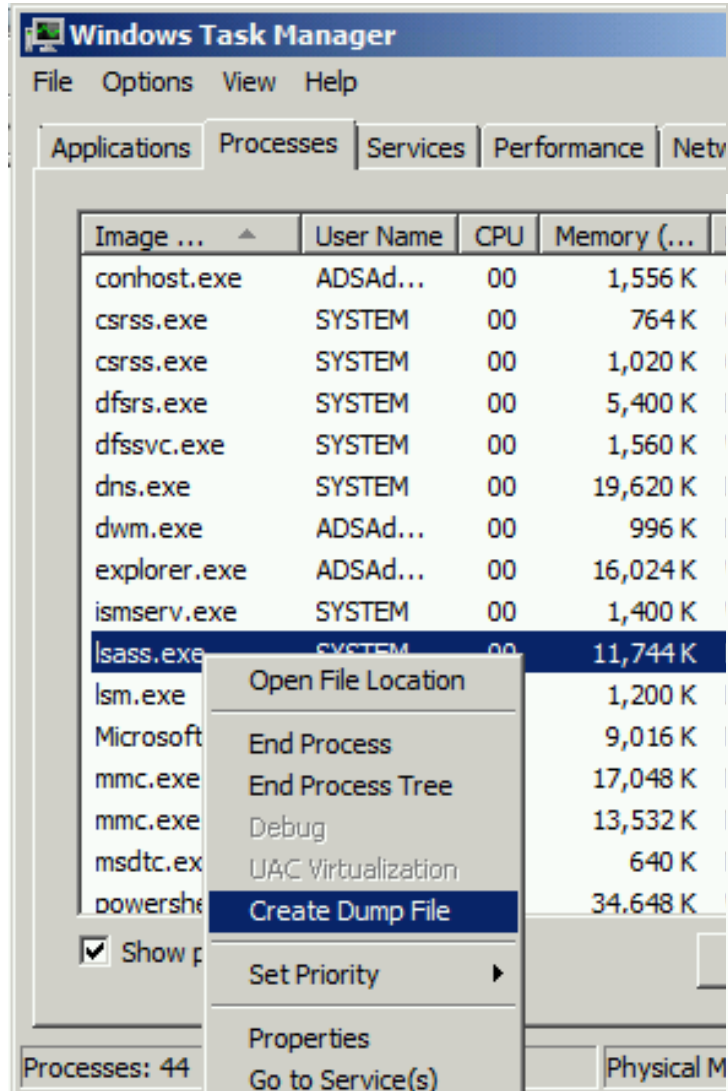 Windows Task Manager
File Options View Help
Applications Processes Services Performance
Image ... User Name CPU Memory (...
conhost.exe ADSAd... 00 1,556 K
csrss.exe SYSTEM 00 764 K
csrss.exe SYSTEM 00 1,020 K
dfsrs.exe SYSTEM 00 5,400 K
dfssvc.exe SYSTEM 00 1,560 K
dns.exe SYSTEM 00 19,620 K
dwm.exe ADSAd... 00 996 K
explorer.exe ADSAd... 00 16,024 K
ismserv.exe SYSTEM 00 1,400 K
lsass.exe SYSTEM 00 11,744 K
lsm.exe 1,200 K
Microsoft 9,016 K
mmc.exe 17,048 K
mmc.exe 13,532 K
msdtc.ex 640 K
powershe 34,648 K
Open File Location
End Process
End Process Tree
Debug
UAC Virtualization
Create Dump File
Set Priority
Properties
Go to Service(s)
Show
Processes: 44 Physical